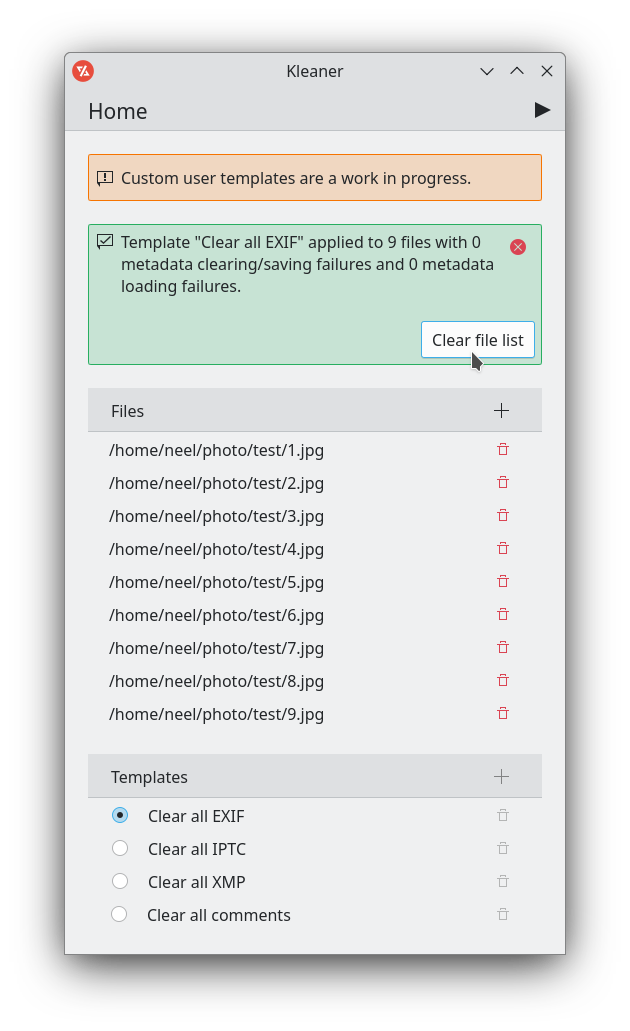 Kleaner
Home
Custom user templates are a work in progress.
Template "Clear all EXIF" applied to 9 files with 0
metadata clearing/saving failures and 0 metadata
loading failures.
Clear file list
Files
/home/neel/photo/test/1.jpg
/home/neel/photo/test/2.jpg
/home/neel/photo/test/3.jpg
/home/neel/photo/test/4.jpg
/home/neel/photo/test/5.jpg
/home/neel/photo/test/6.jpg
/home/neel/photo/test/7.jpg
/home/neel/photo/test/8.jpg
/home/neel/photo/test/9.jpg
Templates
Clear all EXIF
Clear all IPTC
Clear all XMP
Clear all comments